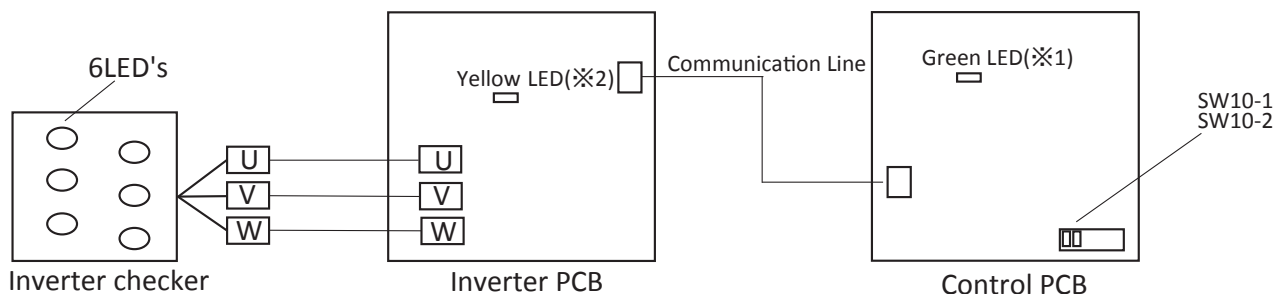 6LED's
Yellow LED(※2)
Communication Line
Green LED(※1)
SW10-1
SW10-2
U
U
V
V
W
W
Inverter checker
Inverter PCB
Control PCB